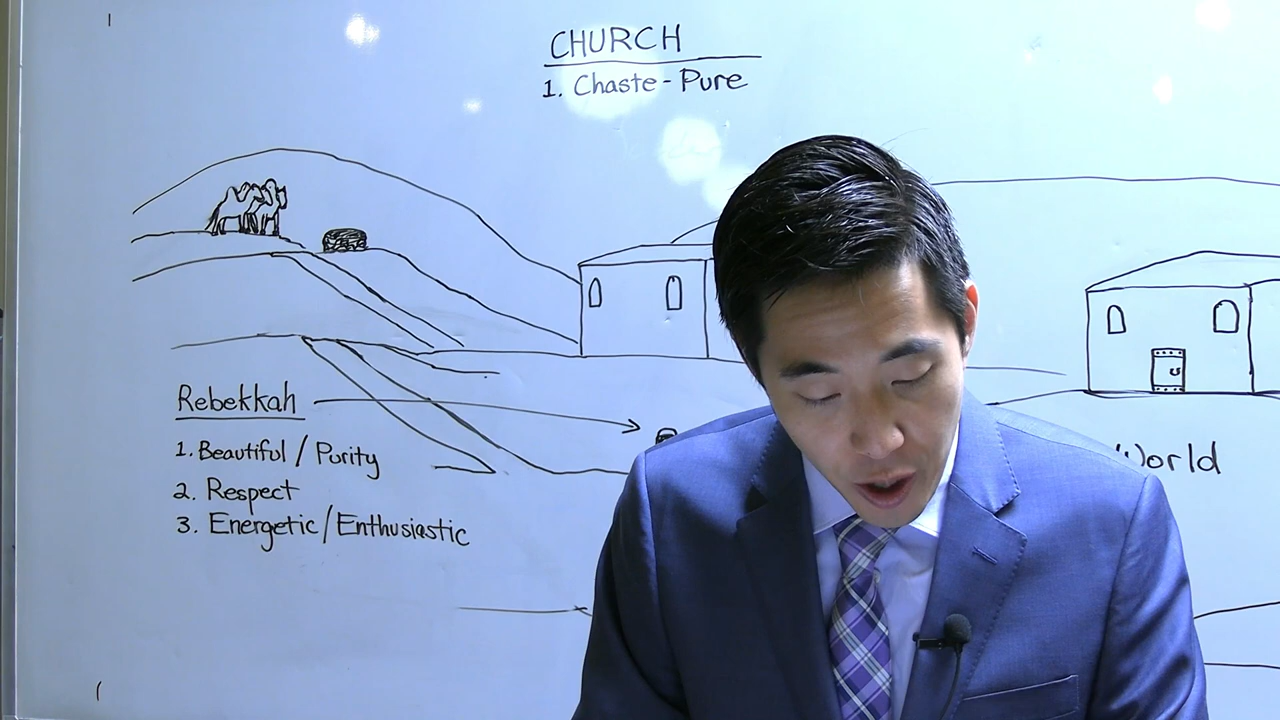 CHURCH
1. Chaste-Pure
Rebekkah
1. Beautiful / Purity
2. Respect
3. Energetic/Enthusiastic
World